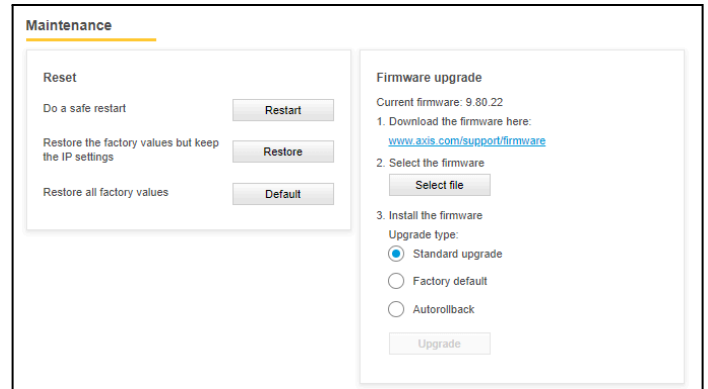 Maintenance
Reset
Do a safe restart
Restart
Restore the factory values but keep
the IP settings
Restore
Restore all factory values
Default
Firmware upgrade
Current firmware: 9.80.22
1. Download the firmware here:
www.axis.com/support/firmware
2. Select the firmware
Select file
3. Install the firmware
Upgrade type:
Standard upgrade
Factory default
Autorollback
Upgrade